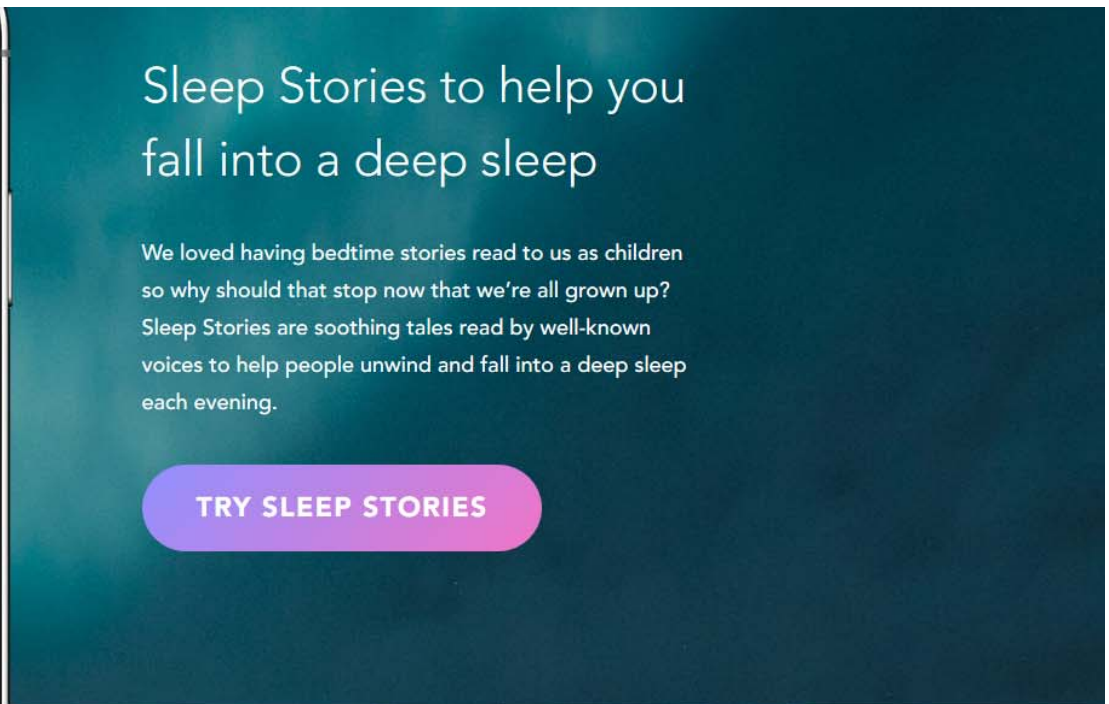 Sleep Stories to help you
fall into a deep sleep
We loved having bedtime stories read to us as children
so why should that stop now that we’re all grown up?
Sleep Stories are soothing tales read by well-known
voices to help people unwind and fall into a deep sleep
each evening.
TRY SLEEP STORIES